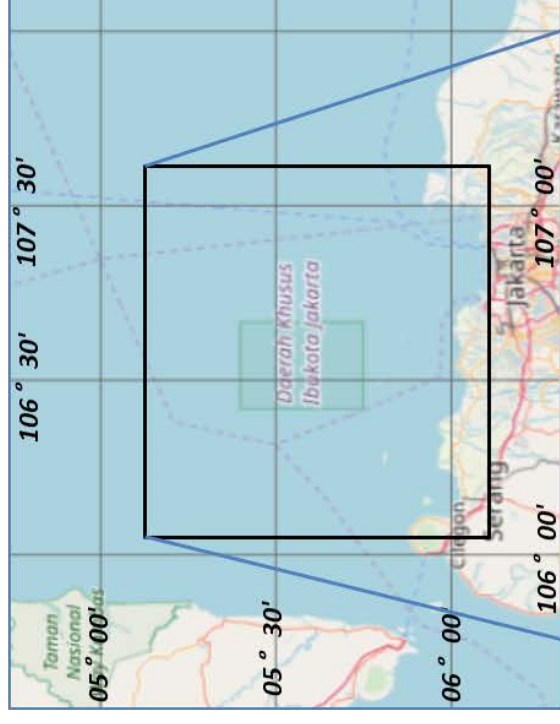 106° 30'
107° 30'
Taman
Nasional
05° 00'
Daerah Khusus
Ibukota Jakarta
05° 30'
06° 00'
Cilegon
Serang
Jakarta
106° 00'
107° 00'